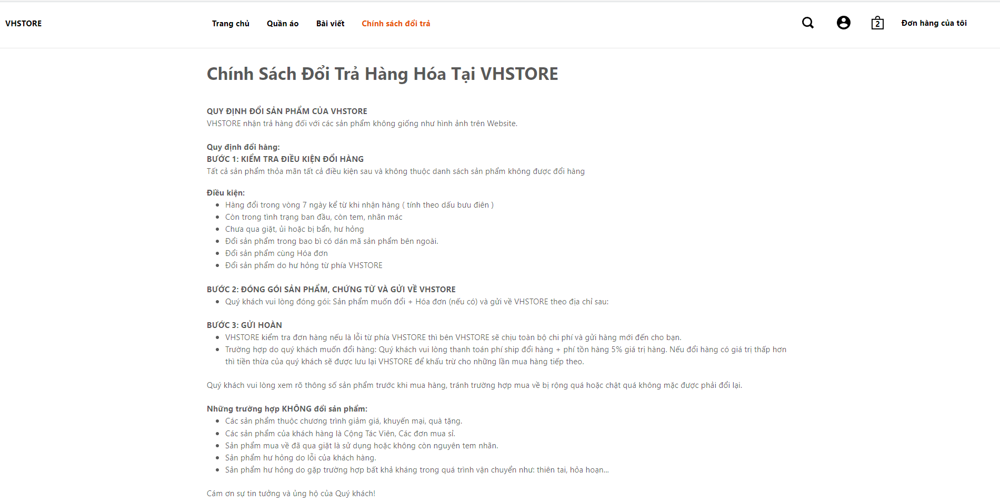 VHSTORE
Trang chủ
Quần áo
Bài viết
Chính sách đổi trả
2
Đơn hàng của tôi
Chính Sách Đổi Trả Hàng Hóa Tại VHSTORE
QUY ĐỊNH ĐỔI SẢN PHẨM CỦA VHSTORE
VHSTORE nhận trả hàng đối với các sản phẩm không giống như hình ảnh trên Website.
Quy định đổi hàng:
BƯỚC 1: KIỂM TRA ĐIỀU KIỆN ĐỔI HÀNG
Tất cả sản phẩm thỏa mãn tất cả điều kiện sau và không thuộc danh sách sản phẩm không được đổi hàng
Điều kiện:
Hàng đổi trong vòng 7 ngày kể từ khi nhận hàng ( tính theo dấu bưu điên )
Còn trong tình trạng ban đầu, còn tem, nhãn mác
Chưa qua giặt, ủi hoặc bị bẩn, hư hỏng
Đổi sản phẩm trong bao bì có dán mã sản phẩm bên ngoài.
Đổi sản phẩm cùng Hóa đơn
Đổi sản phẩm do hư hỏng từ phía VHSTORE
BƯỚC 2: ĐÓNG GÓI SẢN PHẨM, CHỨNG TỪ VÀ GỬI VỀ VHSTORE
Quý khách vui lòng đóng gói: Sản phẩm muốn đổi + Hóa đơn (nếu có) và gửi về VHSTORE theo địa chỉ sau:
BƯỚC 3: GỬI HOÀN
VHSTORE kiểm tra đơn hàng nếu là lỗi từ phía VHSTORE thì bên VHSTORE sẽ chịu toàn bộ chi phí và gửi hàng mới đến cho bạn.
Trường hợp do quý khách muốn đổi hàng: Quý khách vui lòng thanh toán phí ship đổi hàng + phí tồn hàng 5% giá trị hàng. Nếu đổi hàng có giá trị thấp hơn
thì tiền thừa của quý khách sẽ được lưu lại VHSTORE để khấu trừ cho những lần mua hàng tiếp theo.
Quý khách vui lòng xem rõ thông số sản phẩm trước khi mua hàng, tránh trường hợp mua về bị rộng quá hoặc chật quá không mặc được phải đổi lại.
Những trường hợp KHÔNG đổi sản phẩm:
Các sản phẩm thuộc chương trình giảm giá, khuyến mại, quà tặng.
Các sản phẩm của khách hàng là Cộng Tác Viên, Các đơn mua sỉ.
Sản phẩm mua về đã qua giặt là sử dụng hoặc không còn nguyên tem nhãn.
Sản phẩm hư hỏng do lỗi của khách hàng.
Sản phẩm hư hỏng do gặp trường hợp bất khả kháng trong quá trình vận chuyển như: thiên tai, hỏa hoạn...
Cám ơn sự tin tưởng và ủng hộ của Quý khách!